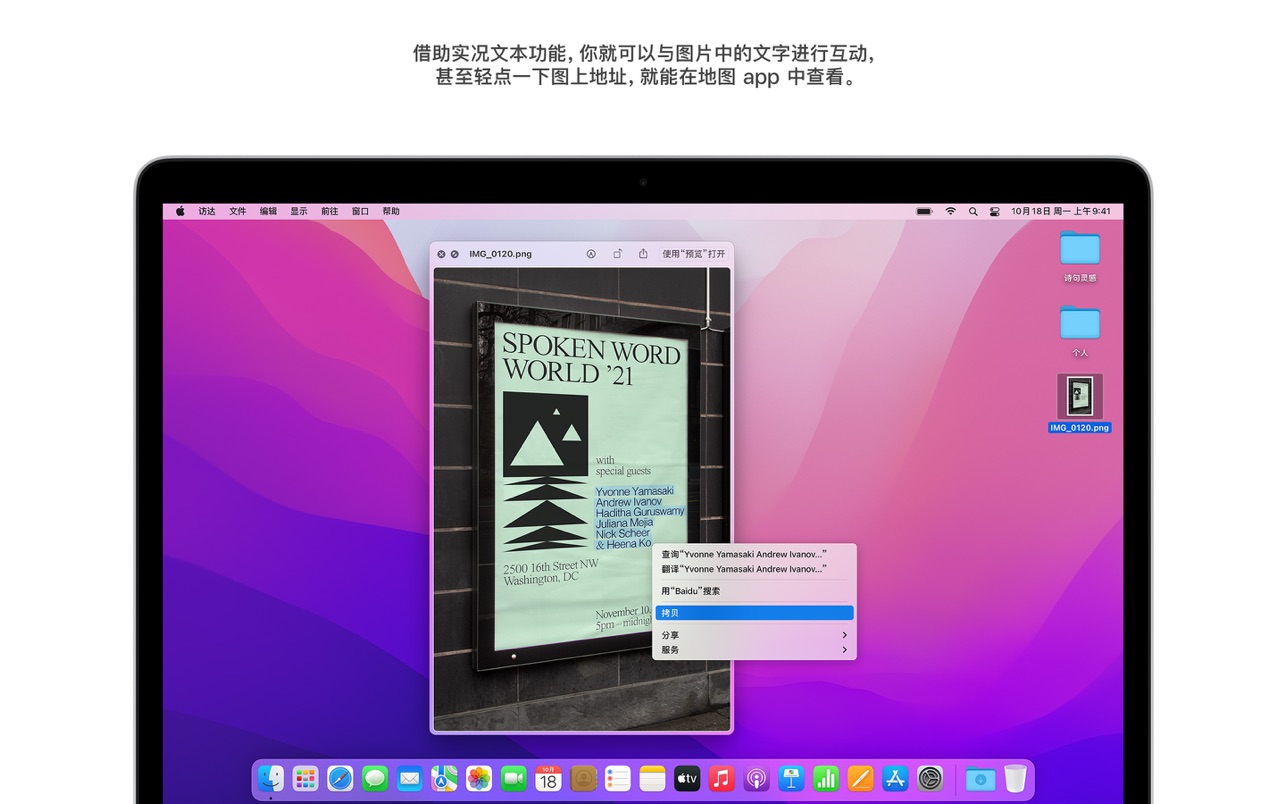 借助实况文本功能，你就可以与图片中的文字进行互动，
甚至轻点一下图上地址，就能在地图 app 中查看。
访达 文件 编辑 显示 前往 窗口 帮助
10月18日 周一 上午9:41
IMG_0120.png
使用“预览”打开
诗句灵感
个人
IMG_0120.png
SPOKEN WORD
WORLD ’21
with
special guests
Yvonne Yamasaki
Andrew Ivanov
Haditha Guruswamy
Juliana Mejia
Nick Scheer
& Heena Ko
2500 16th Street NW
Washington, DC
November 10,
5pm – midnigh
查询“Yvonne Yamasaki Andrew Ivanov...”
翻译“Yvonne Yamasaki Andrew Ivanov...”
用“Baidu”搜索
拷贝
分享
服务
10月
18
tv